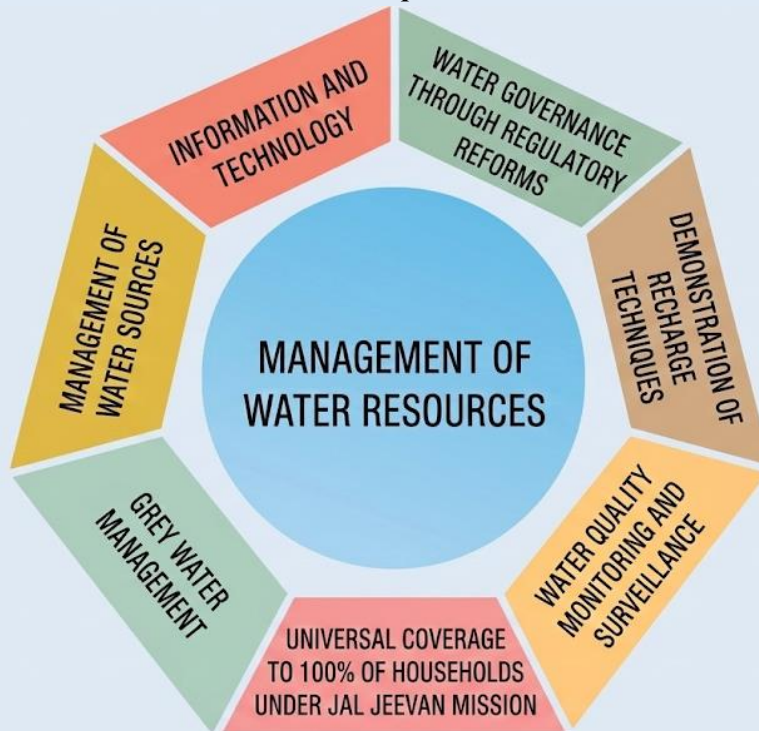 MANAGEMENT OF
WATER RESOURCES
INFORMATION AND
TECHNOLOGY
WATER GOVERNANCE
THROUGH REGULATORY
REFORMS
DEMONSTRATION OF
RECHARGE
TECHNIQUES
WATER QUALITY
MONITORING AND
SURVEILLANCE
UNIVERSAL COVERAGE
TO 100% OF HOUSEHOLDS
UNDER JAL JEEVAN MISSION
GREY WATER
MANAGEMENT
MANAGEMENT OF
WATER SOURCES